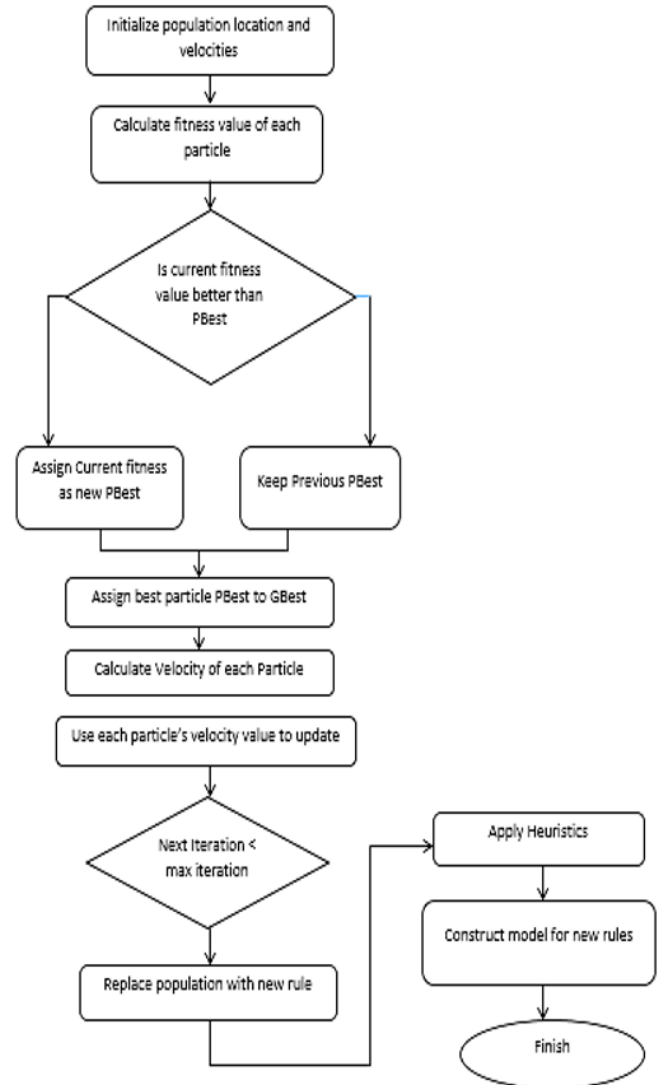 Initialize population location and
velocities
Calculate fitness value of each
particle
Is current fitness
value better than
PBest
Assign Current fitness
as new PBest
Keep Previous PBest
Assign best particle PBest to GBest
Calculate Velocity of each Particle
Use each particle's velocity value to update
Next Iteration <
max iteration
Replace population with new rule
Apply Heuristics
Construct model for new rules
Finish